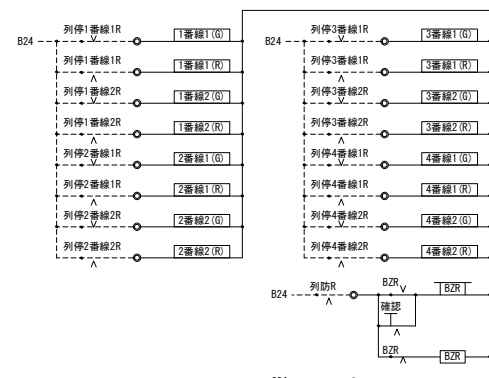 列停1番線1R 1番線1(G)
B24
列停1番線1R 1番線1(R)
列停1番線2R 1番線2(G)
列停1番線2R 1番線2(R)
列停2番線1R 2番線1(G)
列停2番線1R 2番線1(R)
列停2番線2R 2番線2(G)
列停2番線2R 2番線2(R)
列停3番線1R 3番線1(G)
B24
列停3番線1R 3番線1(R)
列停3番線2R 3番線2(G)
列停3番線2R 3番線2(R)
列停4番線1R 4番線1(G)
列停4番線1R 4番線1(R)
列停4番線2R 4番線2(G)
列停4番線2R 4番線2(R)
B24 列防R BZR BZR
確認
BZR BZR